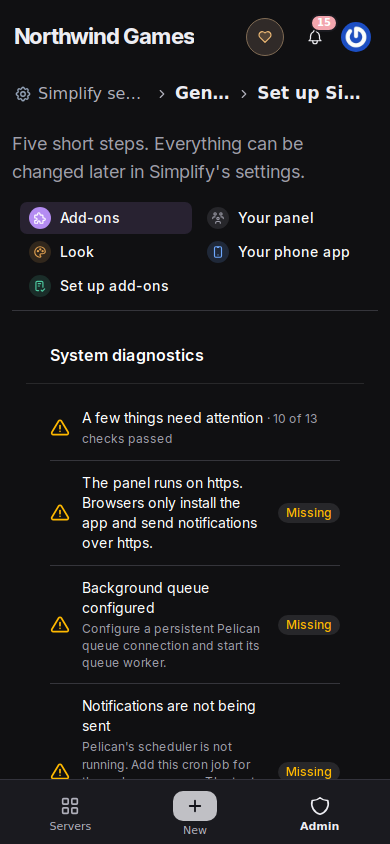 Northwind Games
15
Simplify se...
Gen...
Set up Si...
Five short steps. Everything can be
changed later in Simplify's settings.
Add-ons
Your panel
Look
Your phone app
Set up add-ons
System diagnostics
A few things need attention · 10 of 13
checks passed
The panel runs on https.
Browsers only install the
app and send notifications
over https.
Missing
Background queue
configured
Configure a persistent Pelican
queue connection and start its
queue worker.
Missing
Notifications are not being
sent
Pelican's scheduler is not
running. Add this cron job for
Missing
Servers
New
Admin